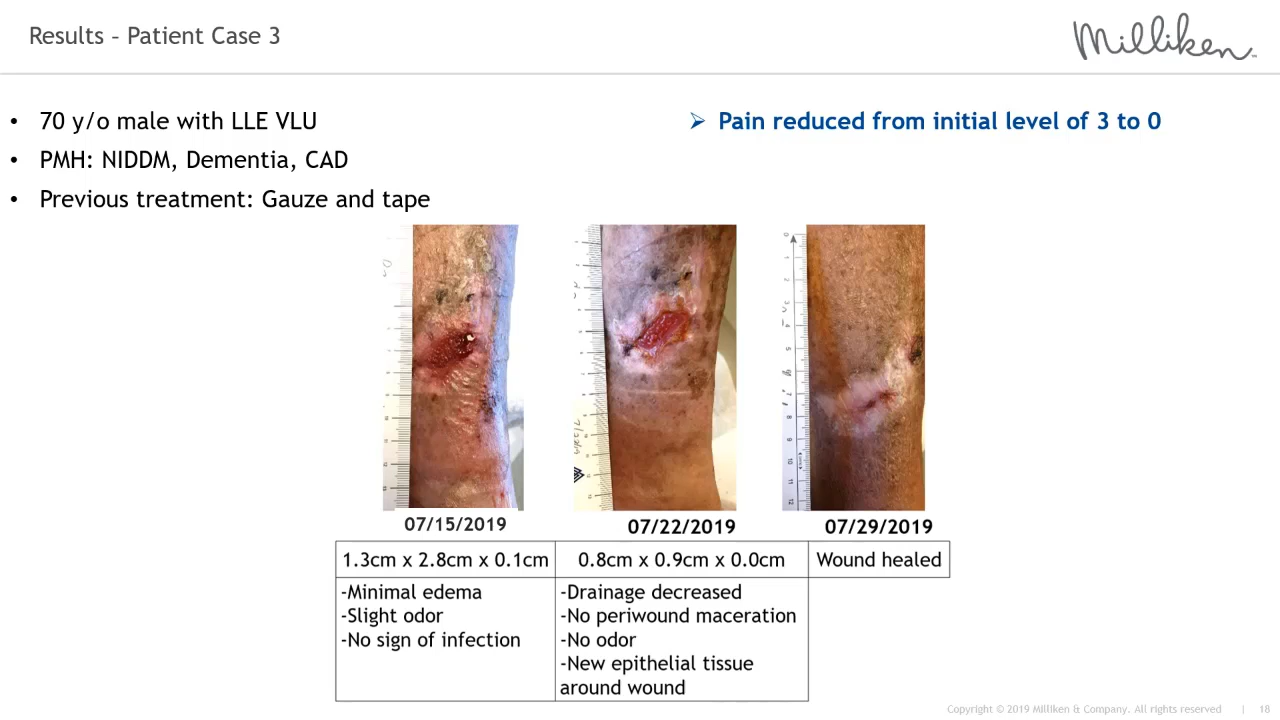 Results – Patient Case 3
Milliken™
• 70 y/o male with LLE VLU
• PMH: NIDDM, Dementia, CAD
• Previous treatment: Gauze and tape
➢ Pain reduced from initial level of 3 to 0
07/15/2019
07/22/2019
07/29/2019
1.3cm x 2.8cm x 0.1cm
0.8cm x 0.9cm x 0.0cm
Wound healed
-Minimal edema
-Slight odor
-No sign of infection
-Drainage decreased
-No periwound maceration
-No odor
-New epithelial tissue
around wound
Copyright © 2019 Milliken & Company. All rights reserved | 18